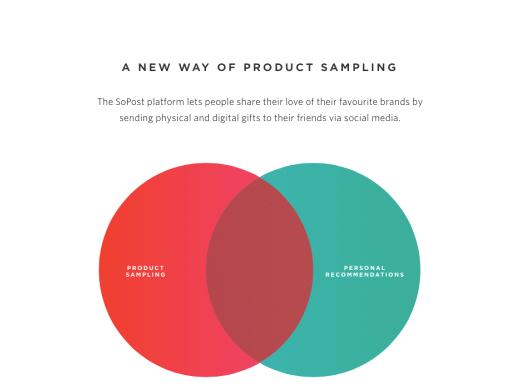 A NEW WAY OF PRODUCT SAMPLING
The SoPost platform lets people share their love of their favourite brands by
sending physical and digital gifts to their friends via social media.
PRODUCT
SAMPLING
PERSONAL
RECOMMENDATIONS